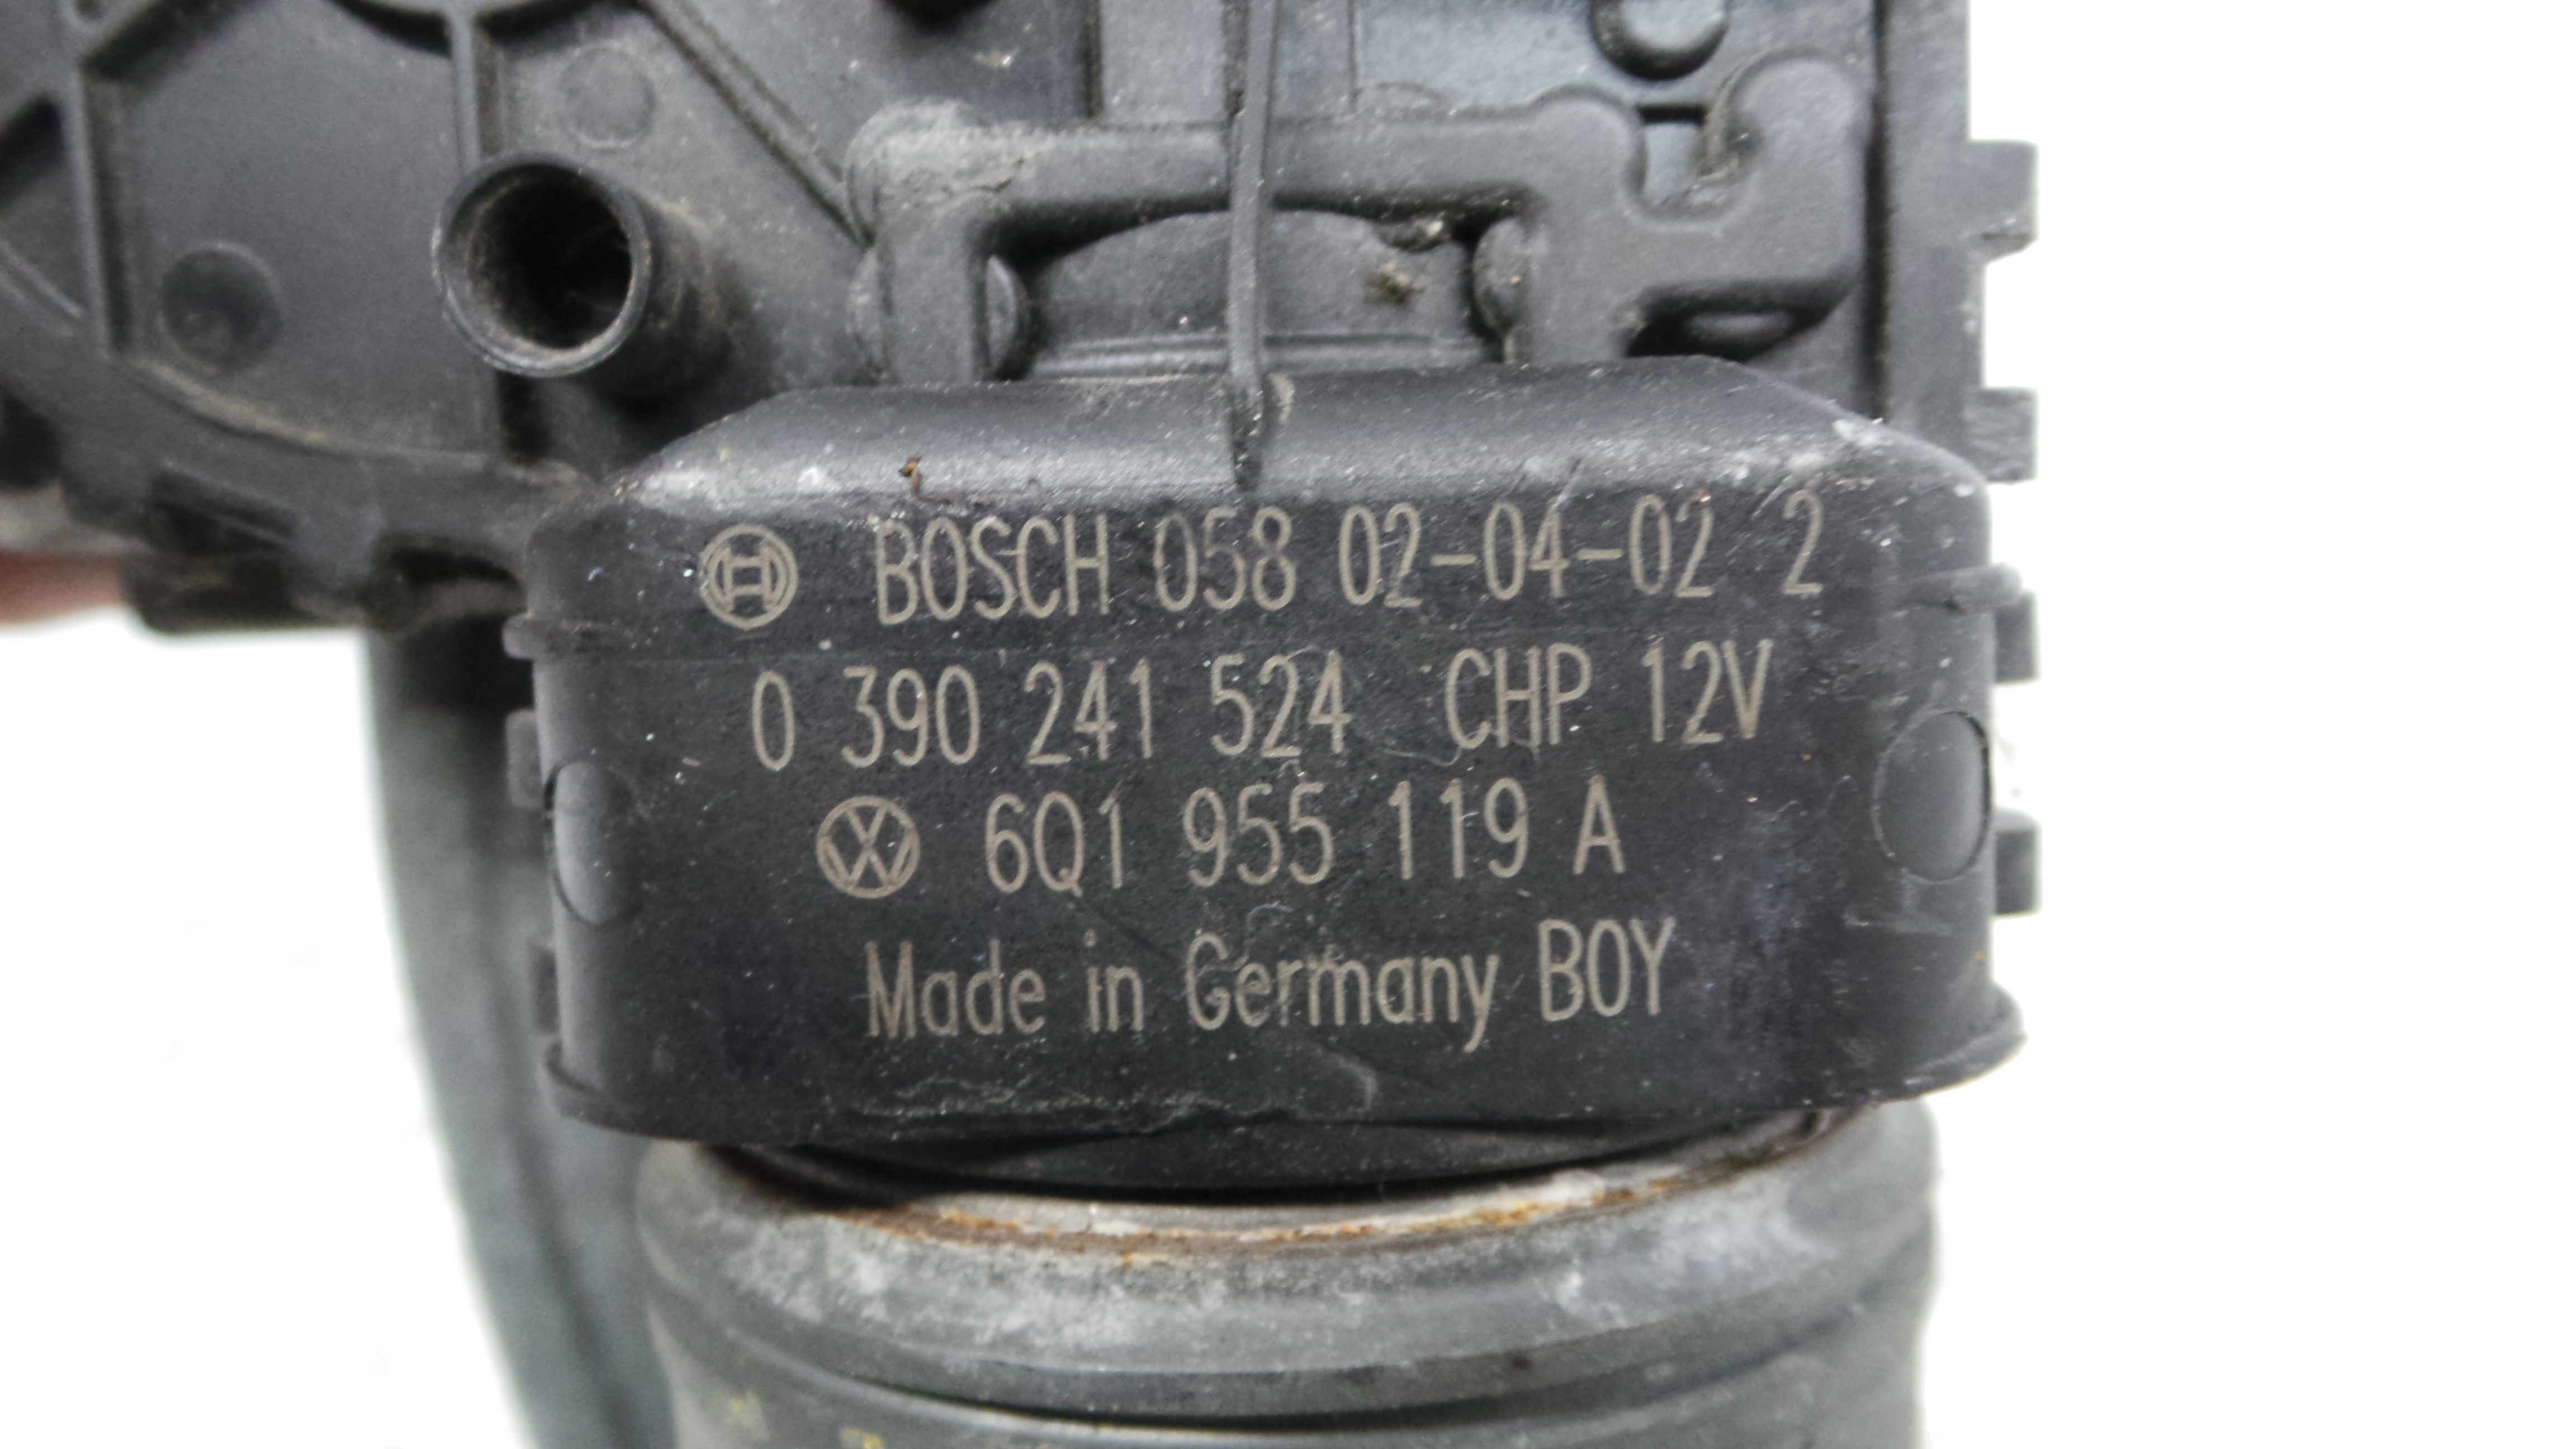 BOSCH 058 02-04-02 2
0 390 241 524 CHP 12V
6Q1 955 119 A
Made in Germany BOY